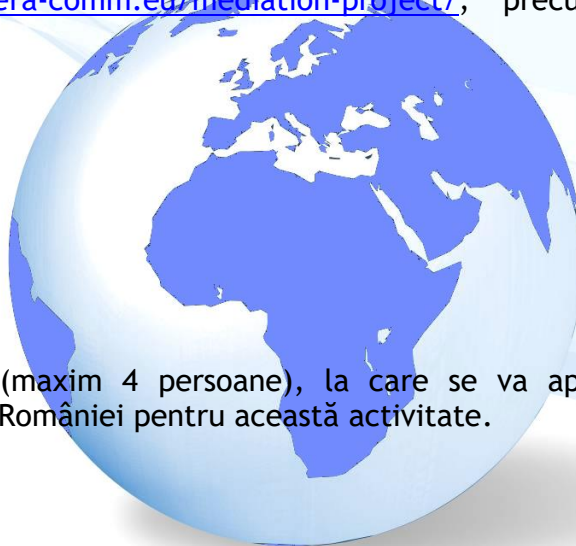 era-comm.eu/mediation-project/, precu
(maxim 4 persoane), la care se va ap
României pentru această activitate.